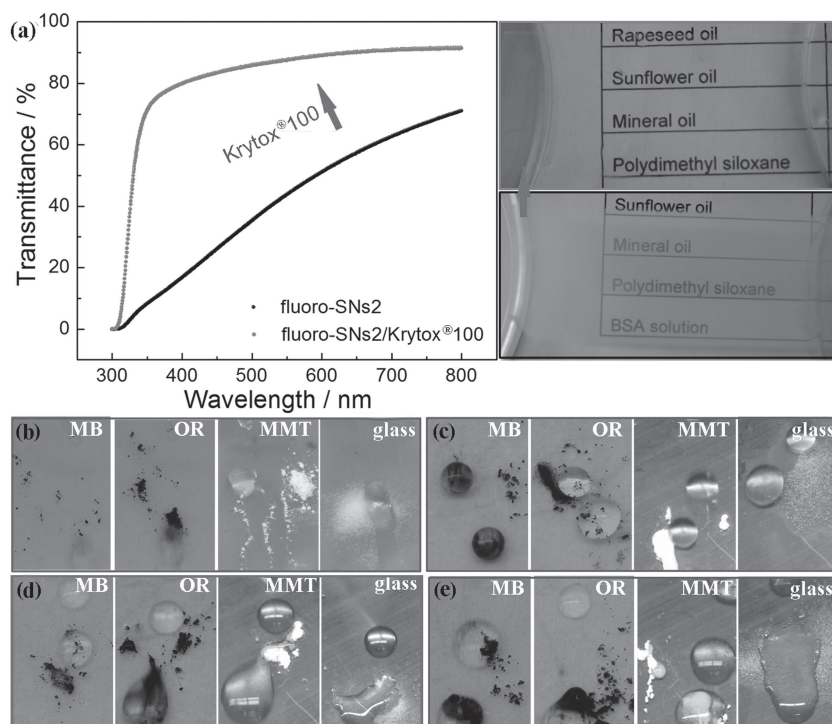 (a)
100
80
60
40
20
0
Transmittance / %
Krytox®100
fluoro-SNs2
fluoro-SNs2/Krytox®100
300 400 500 600 700 800
Wavelength / nm
Rapeseed oil
Sunflower oil
Mineral oil
Polydimethyl siloxane
Sunflower oil
Mineral oil
Polydimethyl siloxane
BSA solution
(b) MB OR MMT glass
(c) MB OR MMT glass
(d) MB OR MMT glass
(e) MB OR MMT glass